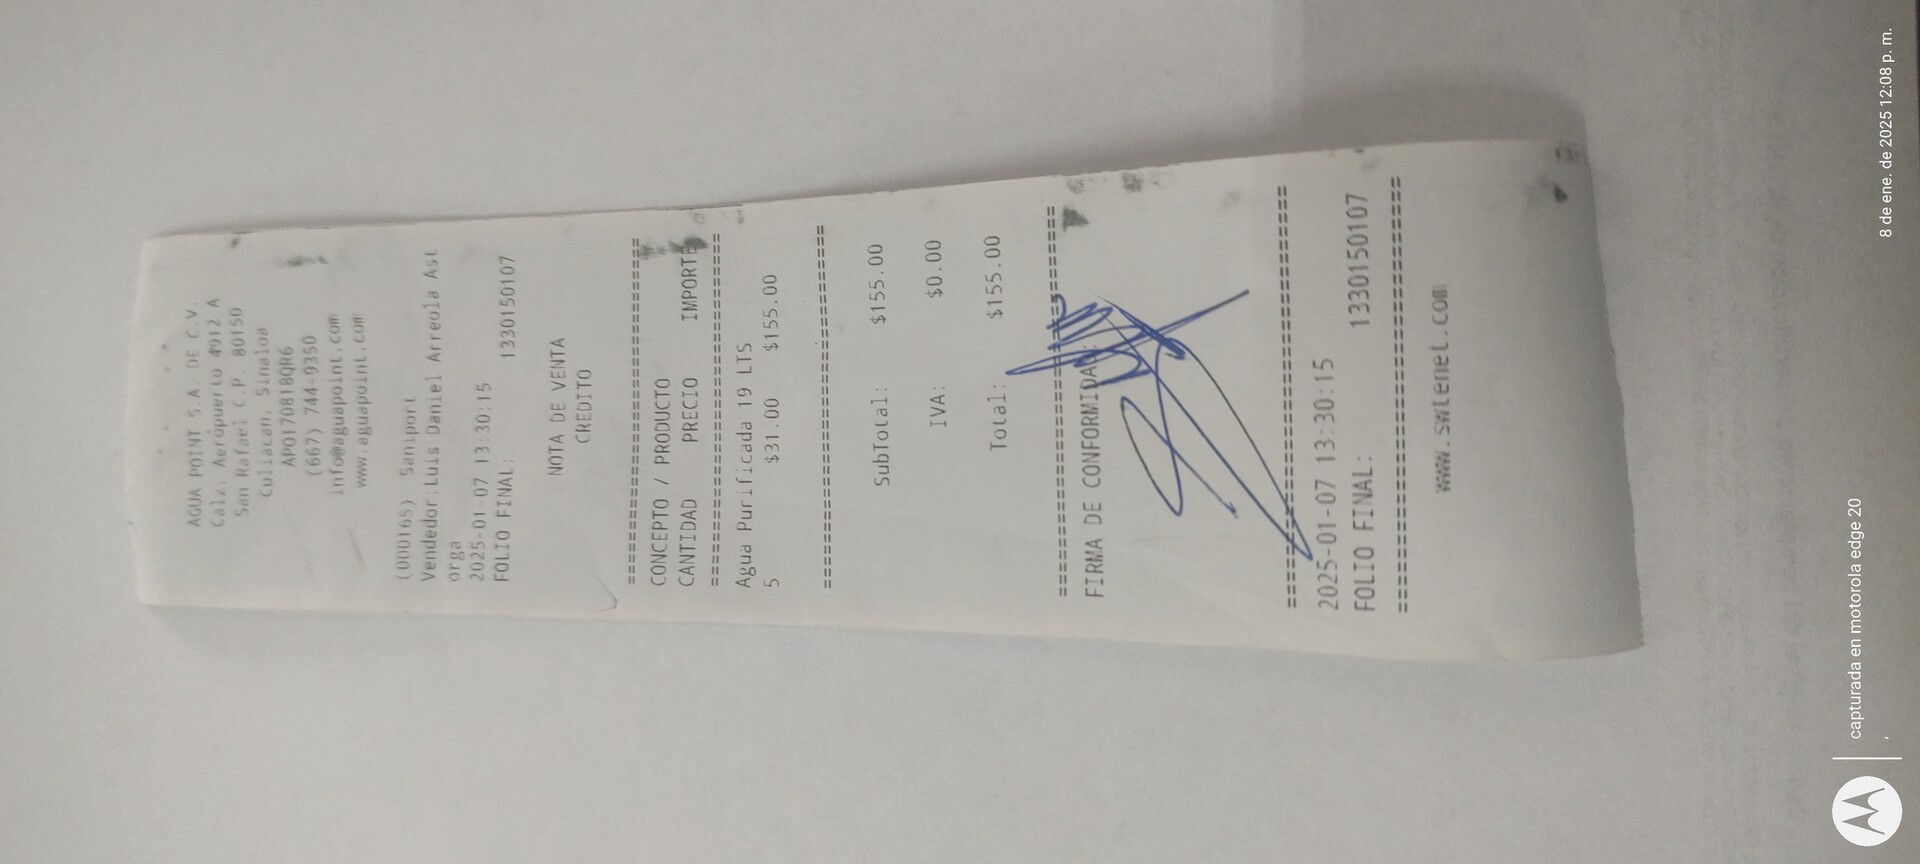 AGUA POINT S.A. DE C.V.
Calz. Aeropuerto 4912 A
San Rafael C.P. 80150
Culiacan, Sinaloa
APO170818QR6
(667) 744-9350
info@aguapoint.com
www.aguapoint.com
(000165) Saniport
Vendedor:Luis Daniel Arreola Ast
orga
2025-01-07 13:30:15
FOLIO FINAL: 1330150107
NOTA DE VENTA
CREDITO
================================
CONCEPTO / PRODUCTO
CANTIDAD PRECIO IMPORTE
================================
Agua Purificada 19 LTS
5 $31.00 $155.00
================================
SubTotal: $155.00
IVA: $0.00
Total: $155.00
================================
FIRMA DE CONFORMIDAD:
================================
2025-01-07 13:30:15
FOLIO FINAL: 1330150107
================================
www.swtenet.com
capturada en motorola edge 20
8 de ene. de 2025 12:08 p. m.